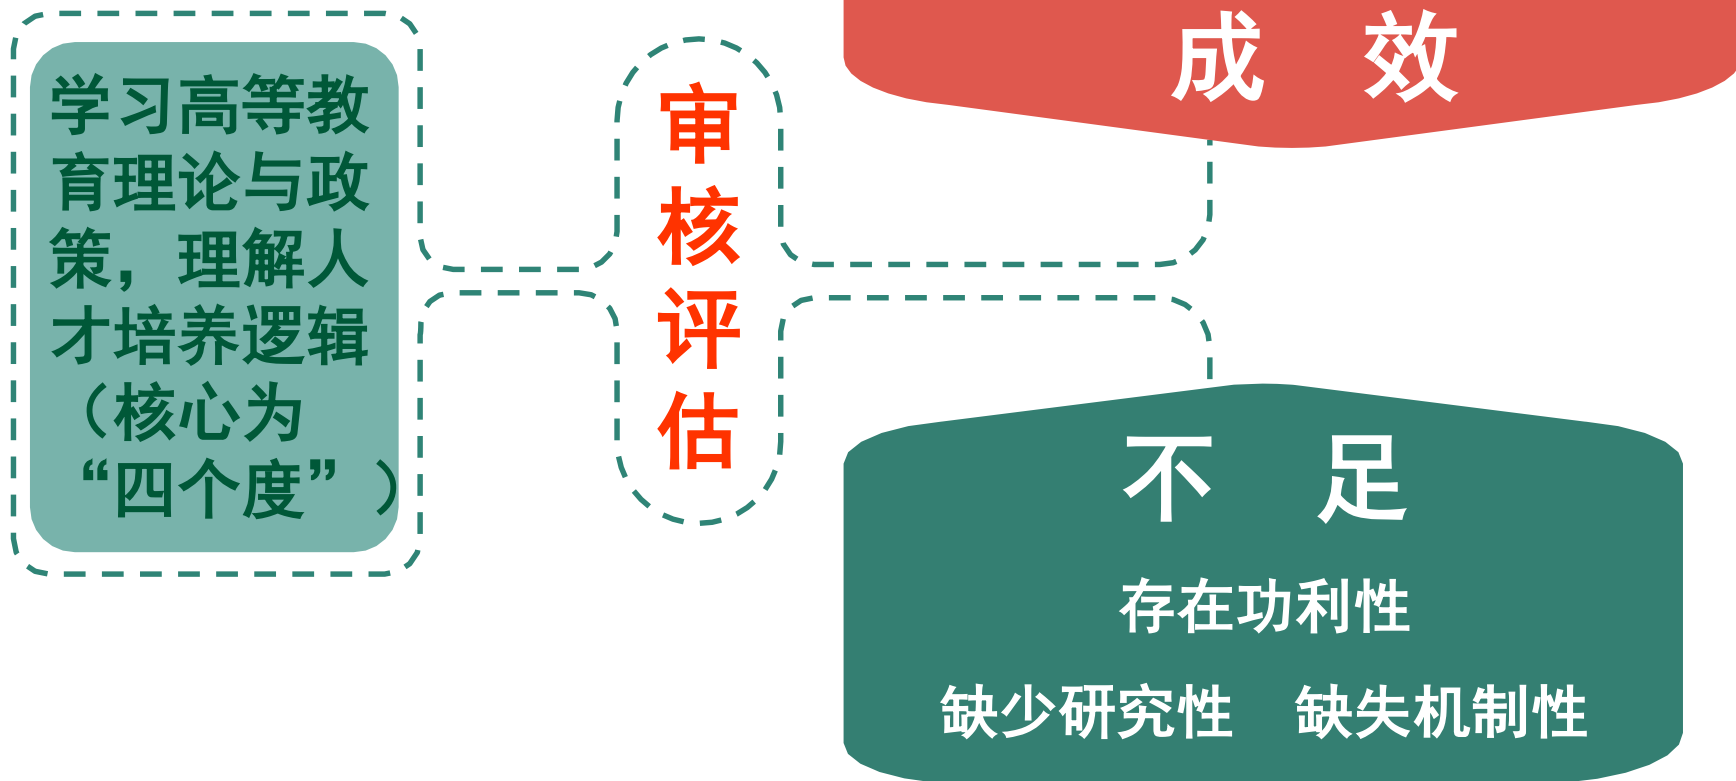 学习高等教
育理论与政
策，理解人
才培养逻辑
（核心为
“四个度”）
审
核
评
估
成 效
不 足
存在功利性
缺少研究性 缺失机制性